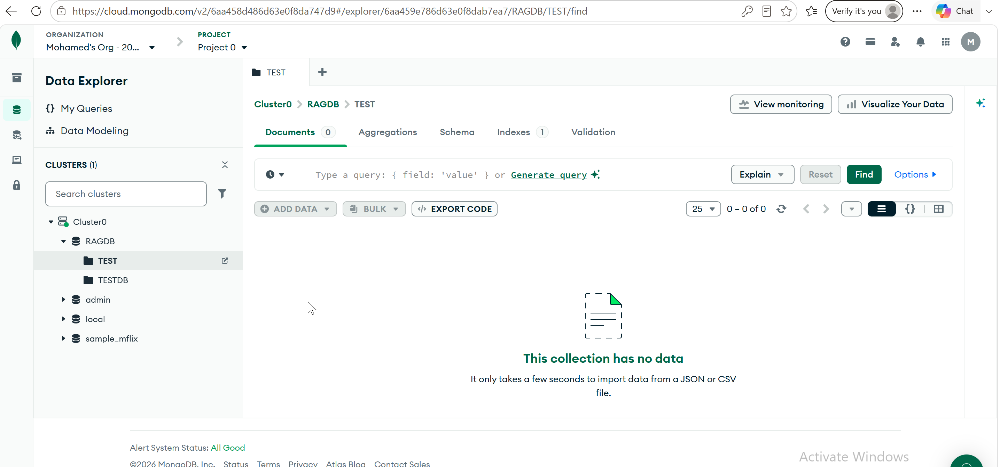 https://cloud.mongodb.com/v2/6aa458d486d63e0f8da747d9#/explorer/6aa459e786d63e0f8dab7ea7/RAGDB/TEST/find
Verify it's you
Chat
ORGANIZATION
Mohamed's Org - 20...
PROJECT
Project 0
M
Data Explorer
My Queries
Data Modeling
CLUSTERS (1)
Search clusters
Cluster0
RAGDB
TEST
TESTDB
admin
local
sample_mflix
TEST
Cluster0 RAGDB TEST
View monitoring
Visualize Your Data
Documents 0 Aggregations Schema Indexes 1 Validation
Type a query: { field: 'value' } or Generate query
Explain Reset Find Options
ADD DATA BULK EXPORT CODE
25 0 – 0 of 0
This collection has no data
It only takes a few seconds to import data from a JSON or CSV
file.
Alert System Status: All Good
©2026 MongoDB, Inc. Status Terms Privacy Atlas Blog Contact Sales
Activate Windows